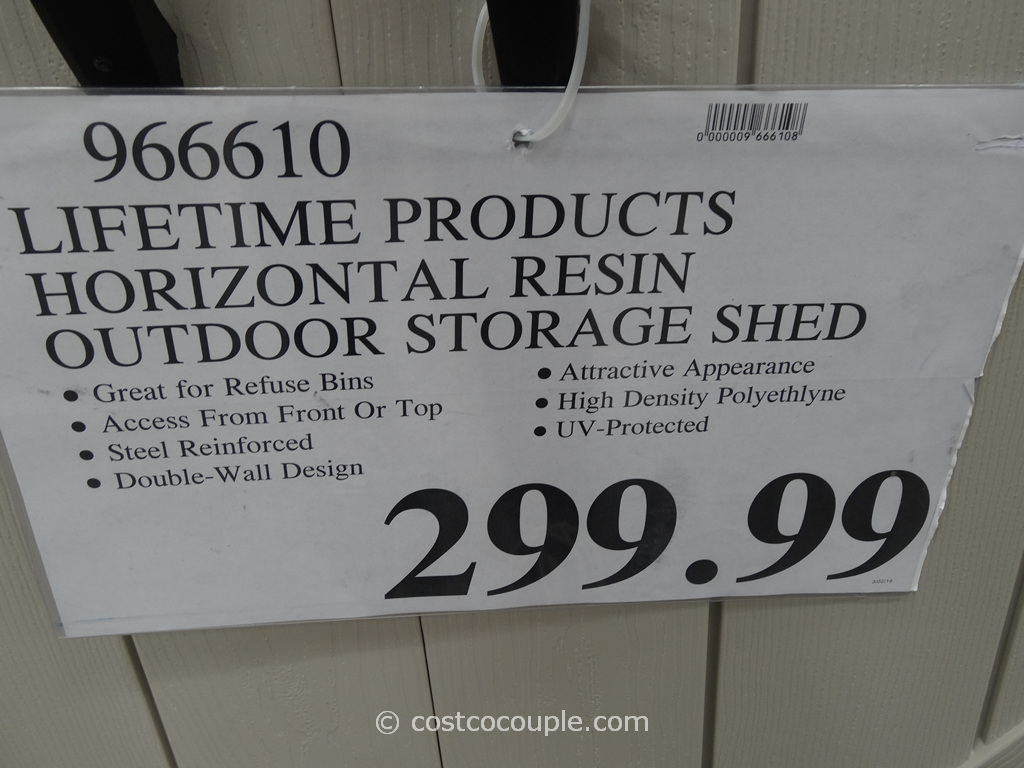 966610
0 000009 666108
LIFETIME PRODUCTS
HORIZONTAL RESIN
OUTDOOR STORAGE SHED
• Great for Refuse Bins
• Access From Front Or Top
• Steel Reinforced
• Double-Wall Design
• Attractive Appearance
• High Density Polyethlyne
• UV-Protected
299.99
© costcocouple.com